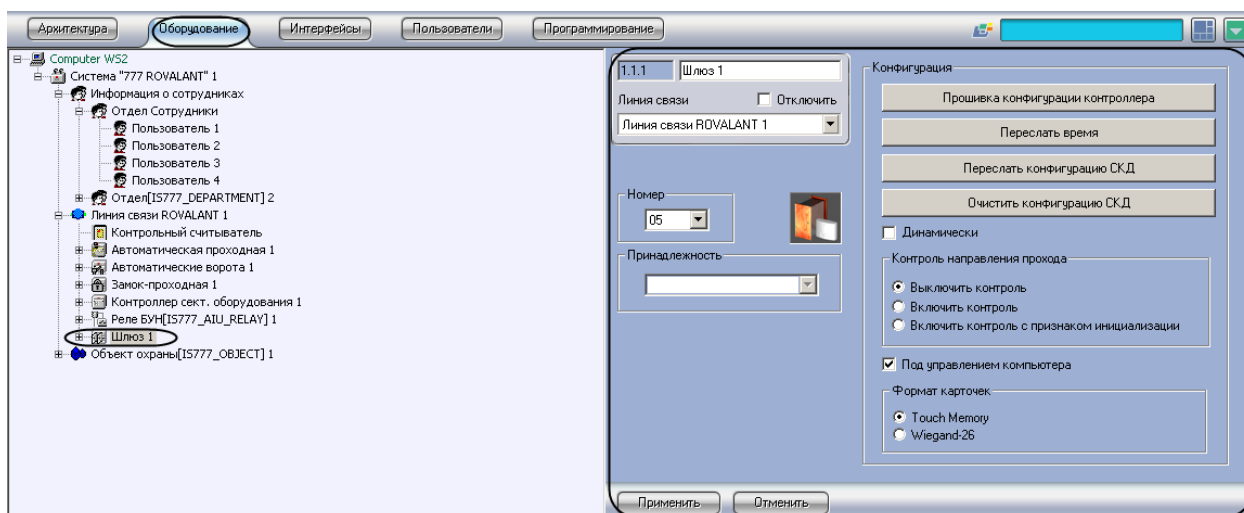 Архитектура Оборудование Интерфейсы Пользователи Программирование
Computer WS2
Система "777 ROVALANT" 1
Информация о сотрудниках
Отдел Сотрудники
Пользователь 1
Пользователь 2
Пользователь 3
Пользователь 4
Отдел[IS777_DEPARTMENT] 2
Линия связи ROVALANT 1
Контрольный считыватель
Автоматическая проходная 1
Автоматические ворота 1
Замок-проходная 1
Контроллер сект. оборудования 1
Реле БУН[IS777_AIU_RELAY] 1
Шлюз 1
Объект охраны[IS777_OBJECT] 1
1.1.1 Шлюз 1
Линия связи Отключить
Линия связи ROVALANT 1
Номер
05
Принадлежность
Конфигурация
Прошивка конфигурации контроллера
Переслать время
Переслать конфигурацию СКД
Очистить конфигурацию СКД
Динамически
Контроль направления прохода
Выключить контроль
Включить контроль
Включить контроль с признаком инициализации
Под управлением компьютера
Формат карточек
Touch Memory
Wiegand-26
Применить Отменить